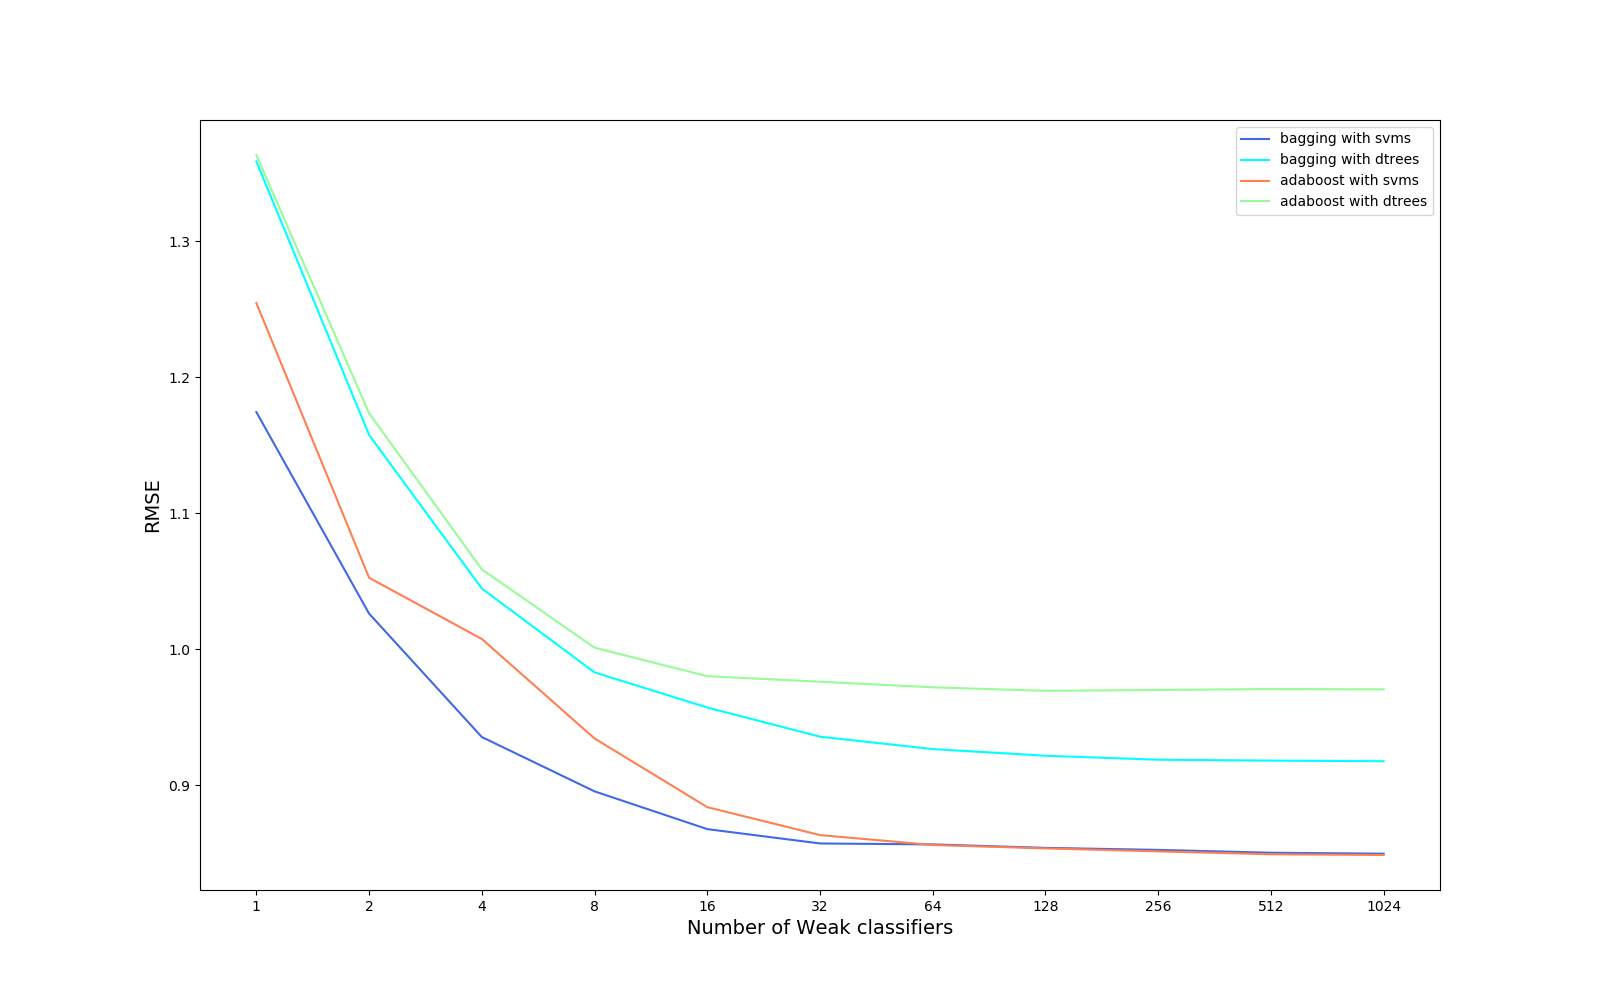 bagging with svms
bagging with dtrees
adaboost with svms
adaboost with dtrees
1.3
1.2
1.1
1.0
0.9
RMSE
1 2 4 8 16 32 64 128 256 512 1024
Number of Weak classifiers